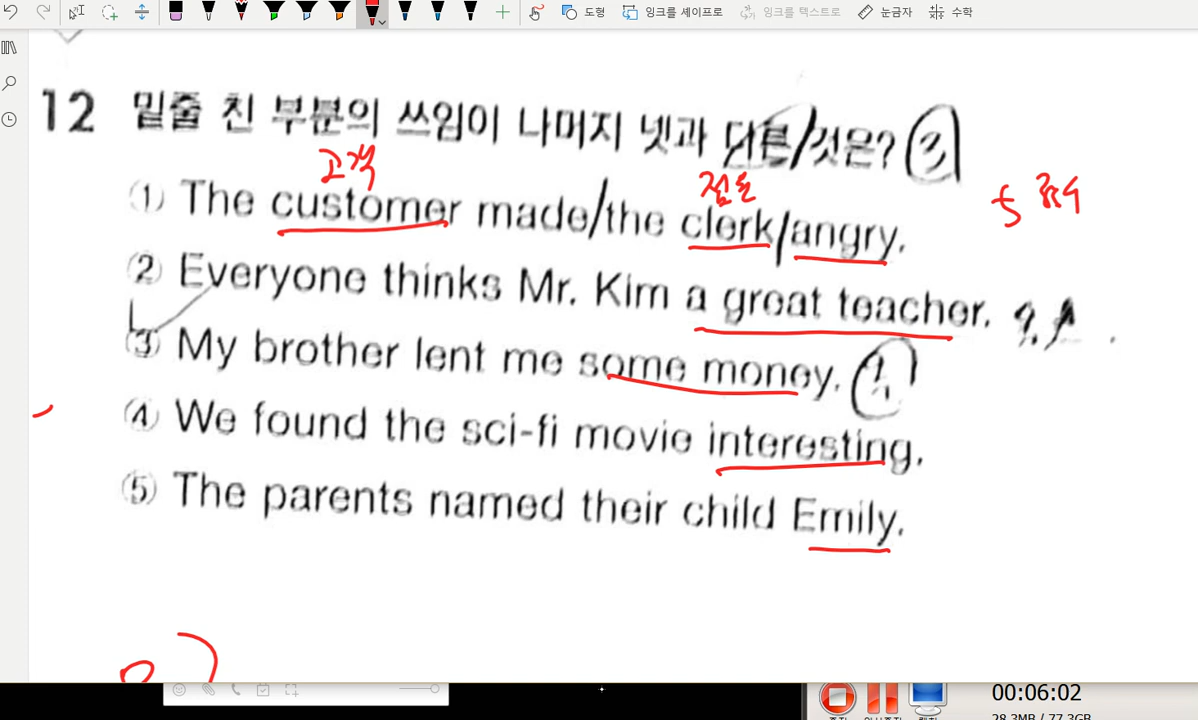 도형 잉크를 셰이프로 잉크를 텍스트로 눈금자 수학
12 밑줄 친 부분의 쓰임이 나머지 넷과 다른/것은? 3
고객 점원
(1) The customer made/the clerk/angry.
(2) Everyone thinks Mr. Kim a great teacher.
(3) My brother lent me some money.
(4) We found the sci-fi movie interesting.
(5) The parents named their child Emily.
00:06:02
28.3MB / 77.3GB